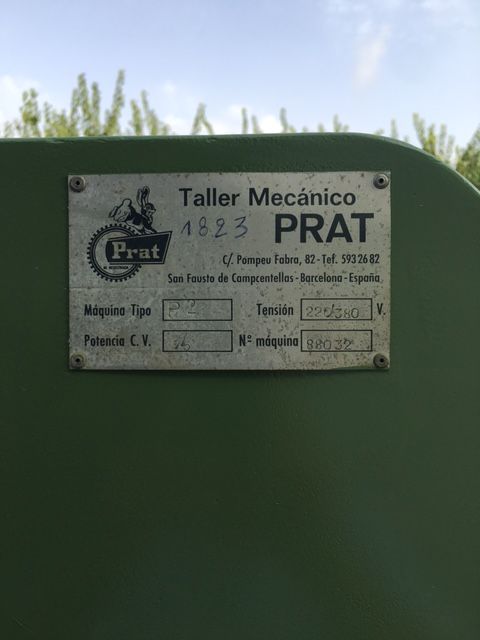 Taller Mecánico
1823 PRAT
Prat
C/. Pompeu Fabra, 82 - Tef. 593 26 82
San Fausto de Campcentellas - Barcelona - España
Máquina Tipo Tensión 220/380 V.
Potencia C. V. Nº máquina 88032